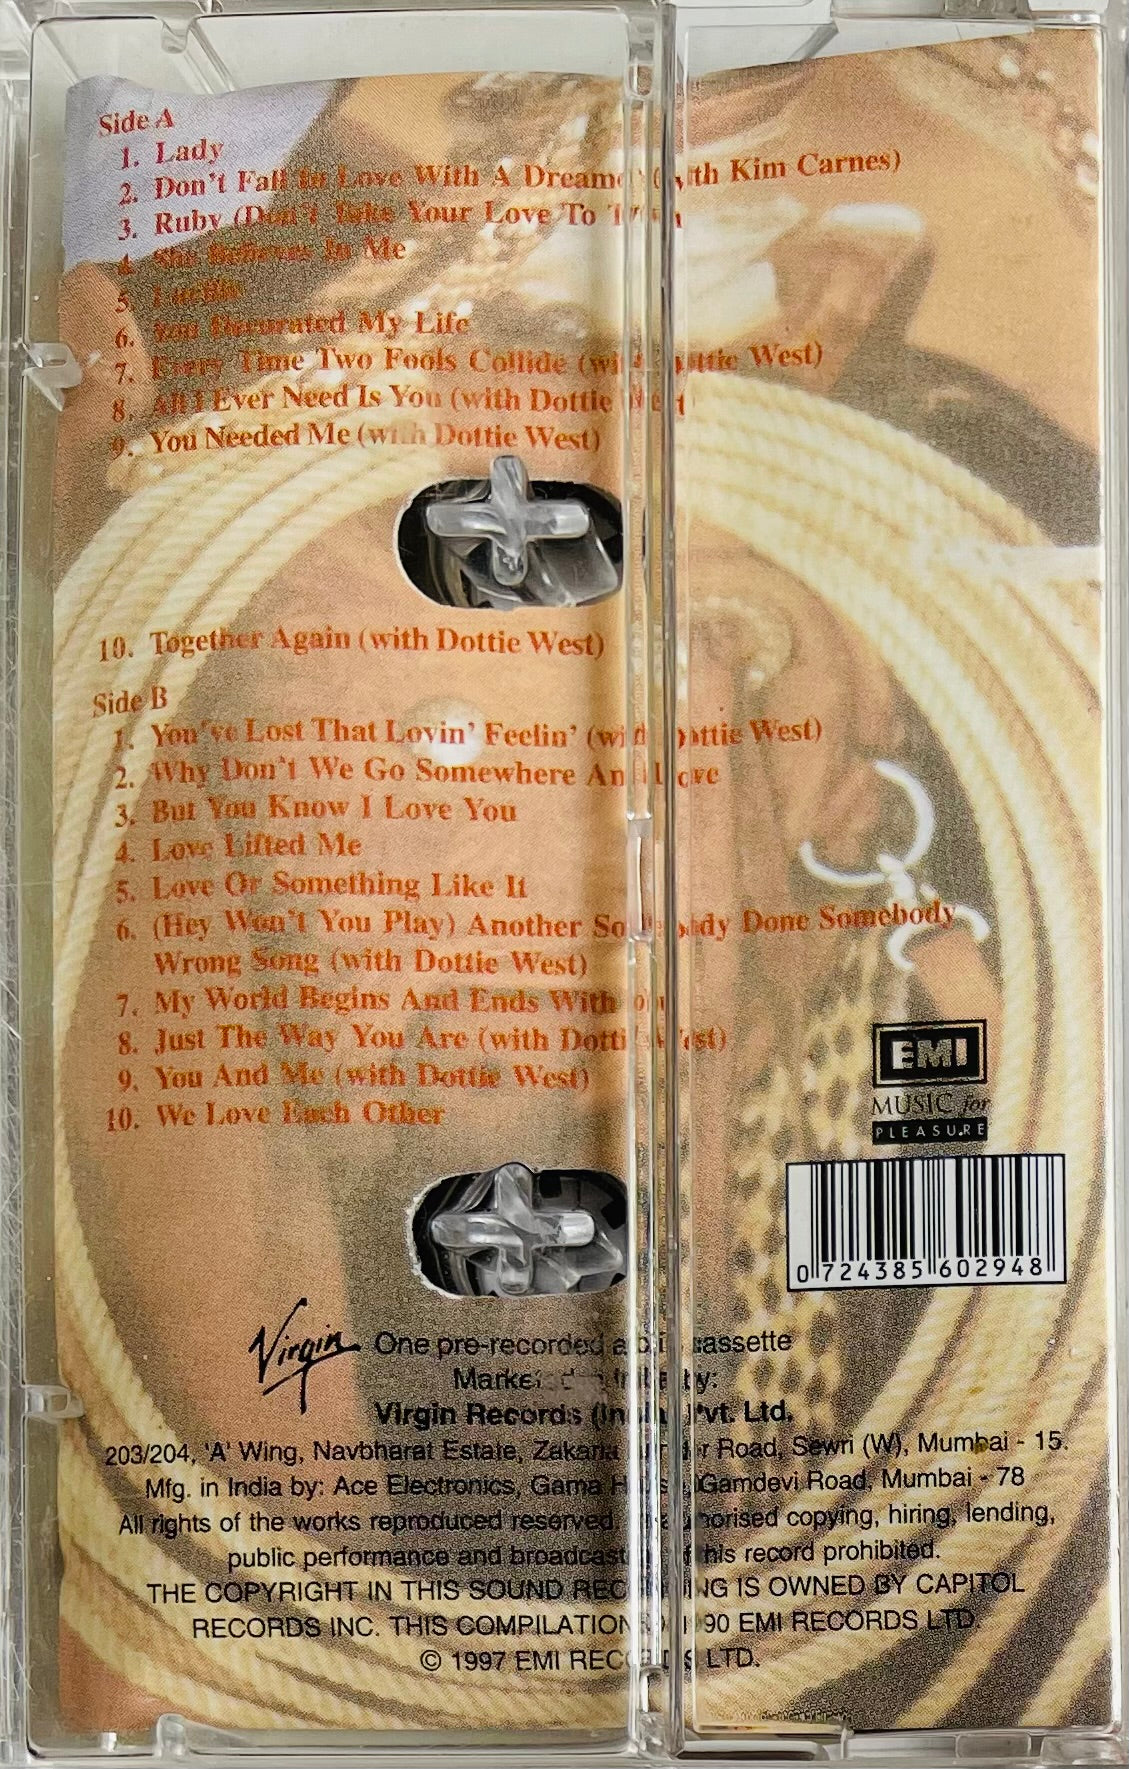 Side A
1. Lady
2. Don't Fall In Love With A Dreamer (with Kim Carnes)
3. Ruby (Don't Take Your Love To Town
4. She Believes In Me
5. Lucille
6. You Decorated My Life
7. Every Time Two Fools Collide (with Dottie West)
8. All I Ever Need Is You (with Dottie West
9. You Needed Me (with Dottie West)
10. Together Again (with Dottie West)
Side B
1. You've Lost That Lovin' Feelin' (with Dottie West)
2. Why Don't We Go Somewhere And Love
3. But You Know I Love You
4. Love Lifted Me
5. Love Or Something Like It
6. (Hey Won't You Play) Another Somebody Done Somebody
Wrong Song (with Dottie West)
7. My World Begins And Ends With You
8. Just The Way You Are (with Dottie West)
9. You And Me (with Dottie West)
10. We Love Each Other
EMI
MUSIC for
PLEASURE
0 724385 602948
Virgin One pre-recorded audio cassette
Marketed in India by:
Virgin Records (India) Pvt. Ltd.
203/204, 'A' Wing, Navbharat Estate, Zakaria Road, Sewri (W), Mumbai - 15.
Mfg. in India by: Ace Electronics, Gama House, Gamdevi Road, Mumbai - 78
All rights of the works reproduced reserved. Unauthorised copying, hiring, lending,
public performance and broadcasting of this record prohibited.
THE COPYRIGHT IN THIS SOUND RECORDING IS OWNED BY CAPITOL
RECORDS INC. THIS COMPILATION ℗ 1990 EMI RECORDS LTD.
© 1997 EMI RECORDS LTD.